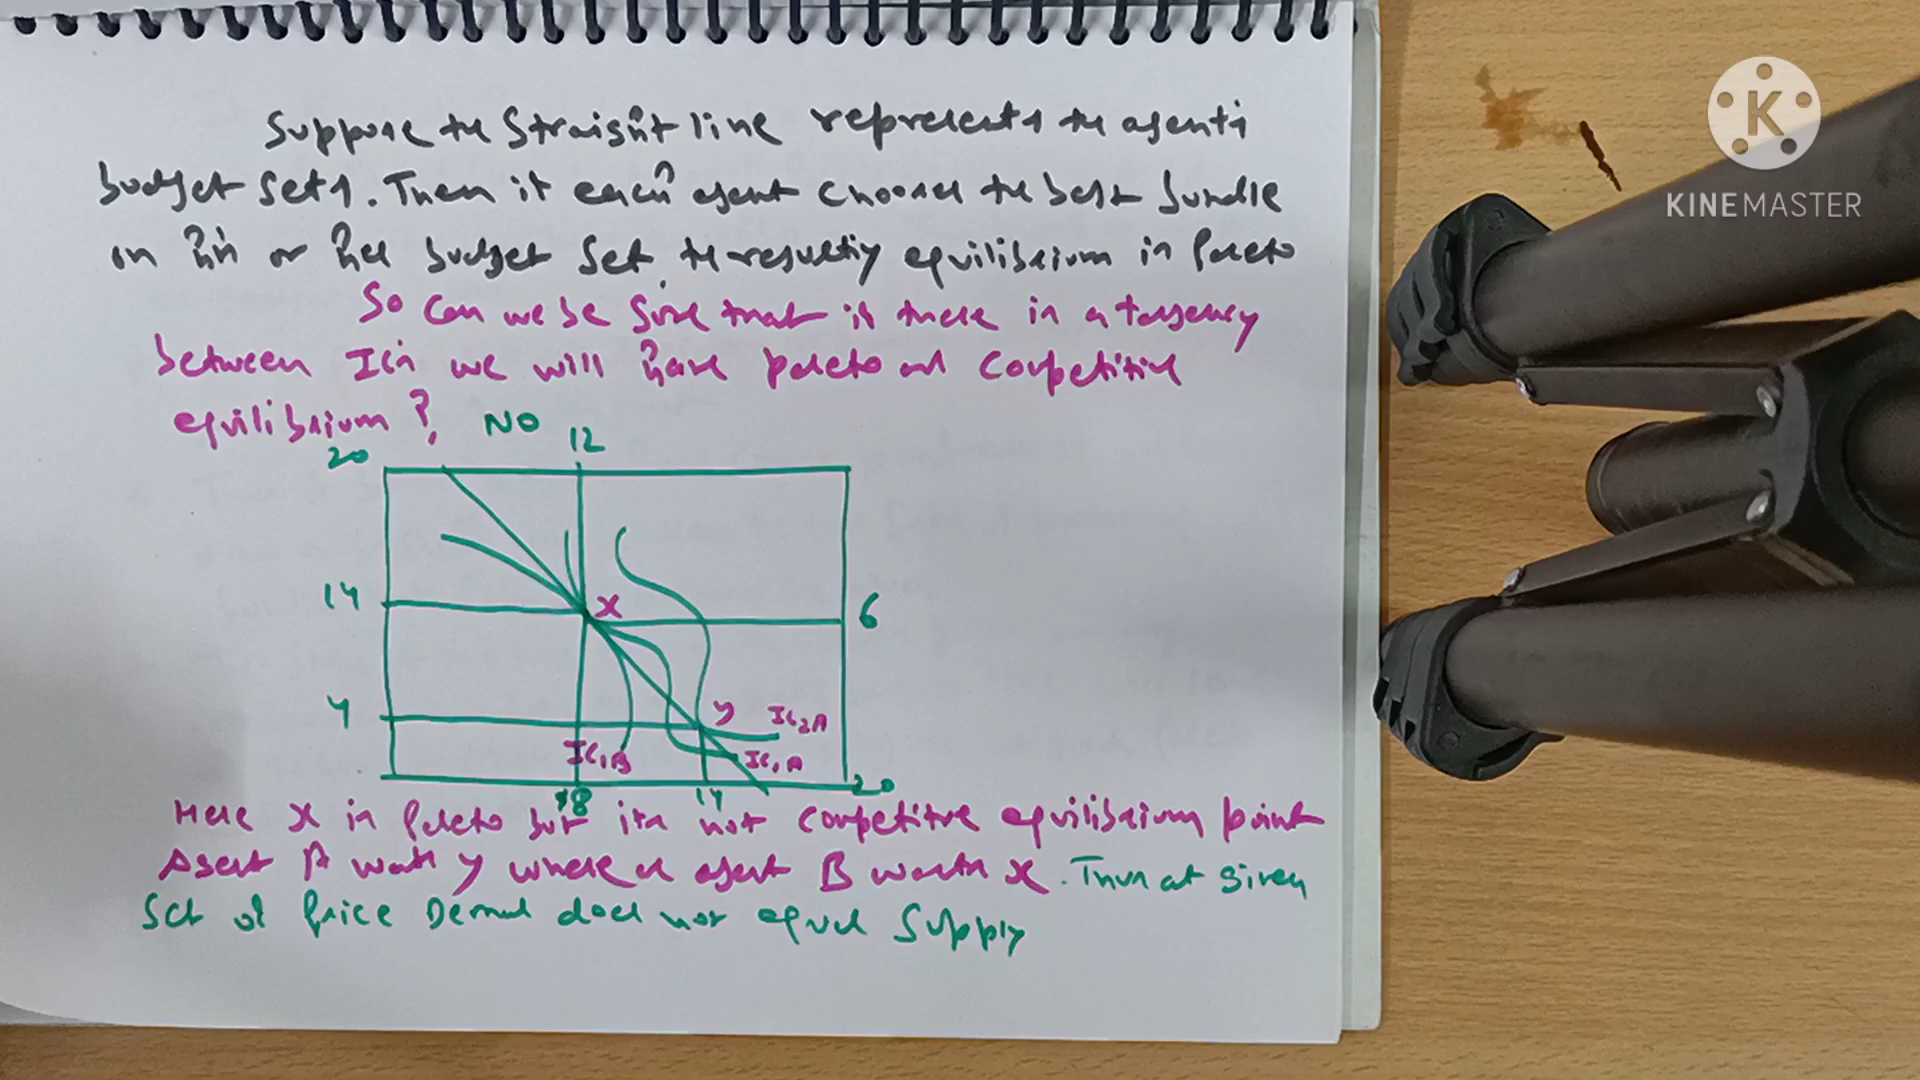 Suppose the Straight line represents the agents
budget sets. Then if each agent chooses the best bundle
in his or her budget set the resulting equilibrium is Pareto
So can we be sure that if there is a tangency
between ICs we will have pareto and competitive
equilibrium? NO
20
12
14
X
6
4
y
IC2A
IC1B
IC1A
8
14
20
Here X is Pareto but its not competitive equilibrium point
Agent A wants y where as agent B wants x. Thus at given
Set of Price Demand does not equal Supply
K
KINEMASTER